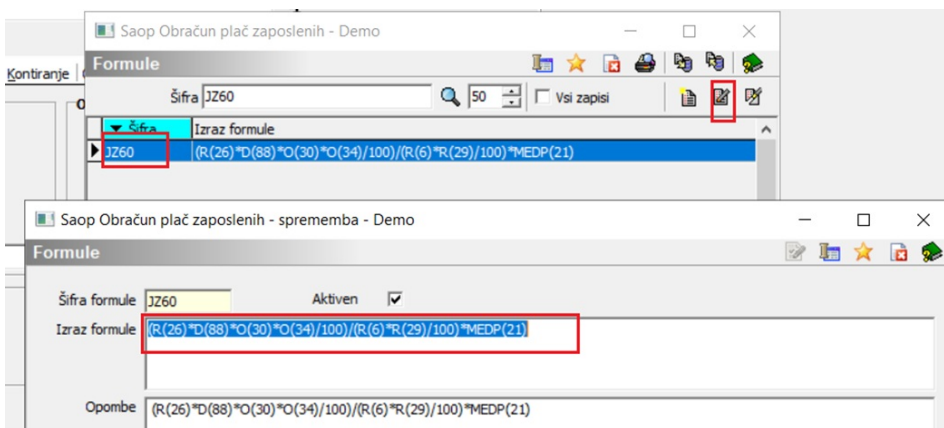 Saop Obračun plač zaposlenih - Demo
Formule
Kontiranje
Šifra JZ60 50 Vsi zapisi
Šifra Izraz formule
JZ60 (R(26)*D(88)*O(30)*O(34)/100)/(R(6)*R(29)/100)*MEDP(21)
Saop Obračun plač zaposlenih - sprememba - Demo
Formule
Šifra formule JZ60 Aktiven
Izraz formule (R(26)*D(88)*O(30)*O(34)/100)/(R(6)*R(29)/100)*MEDP(21)
Opombe (R(26)*D(88)*O(30)*O(34)/100)/(R(6)*R(29)/100)*MEDP(21)